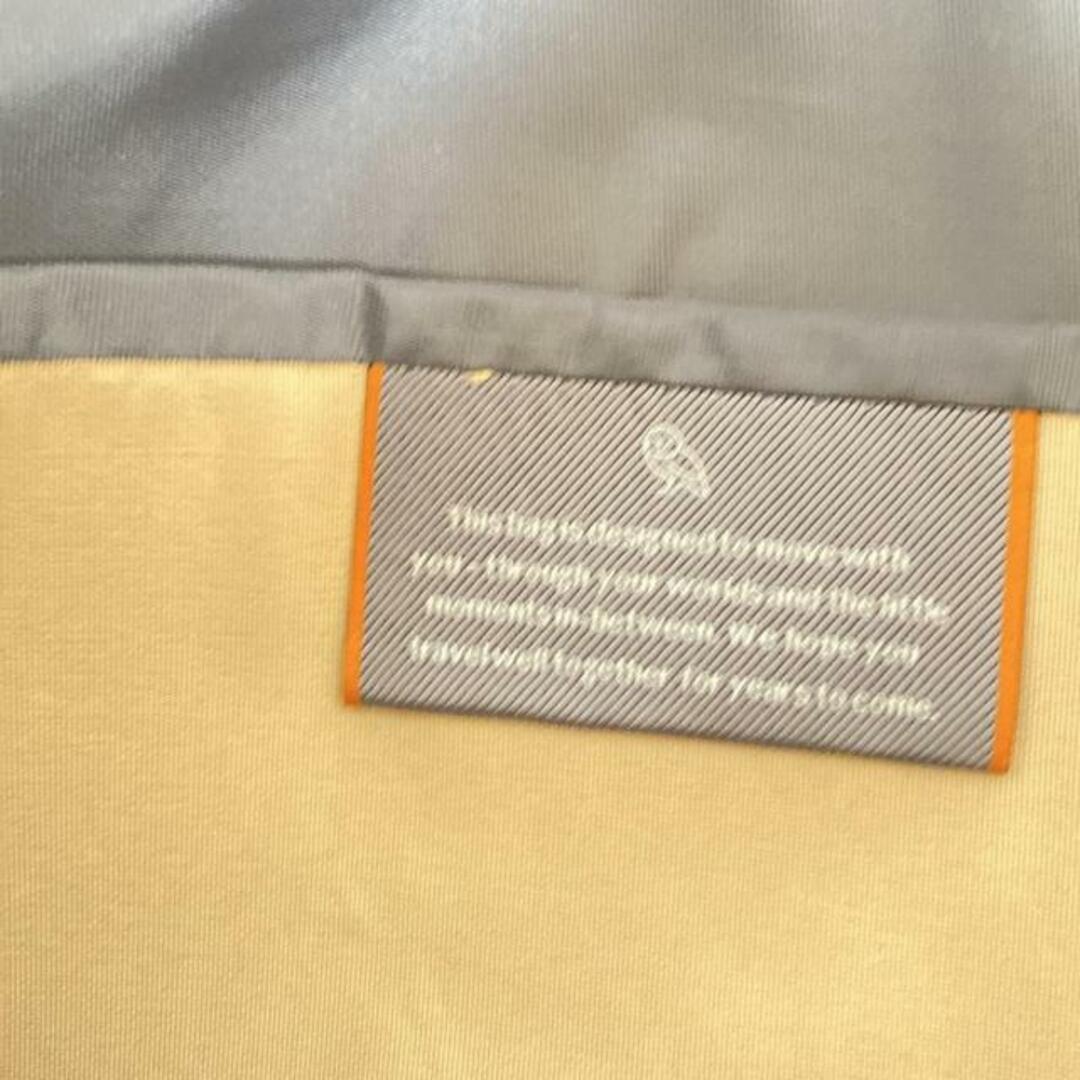 This bag is designed to move with
you - through your worlds and the little
moments in-between. We hope you
travel well together for years to come.